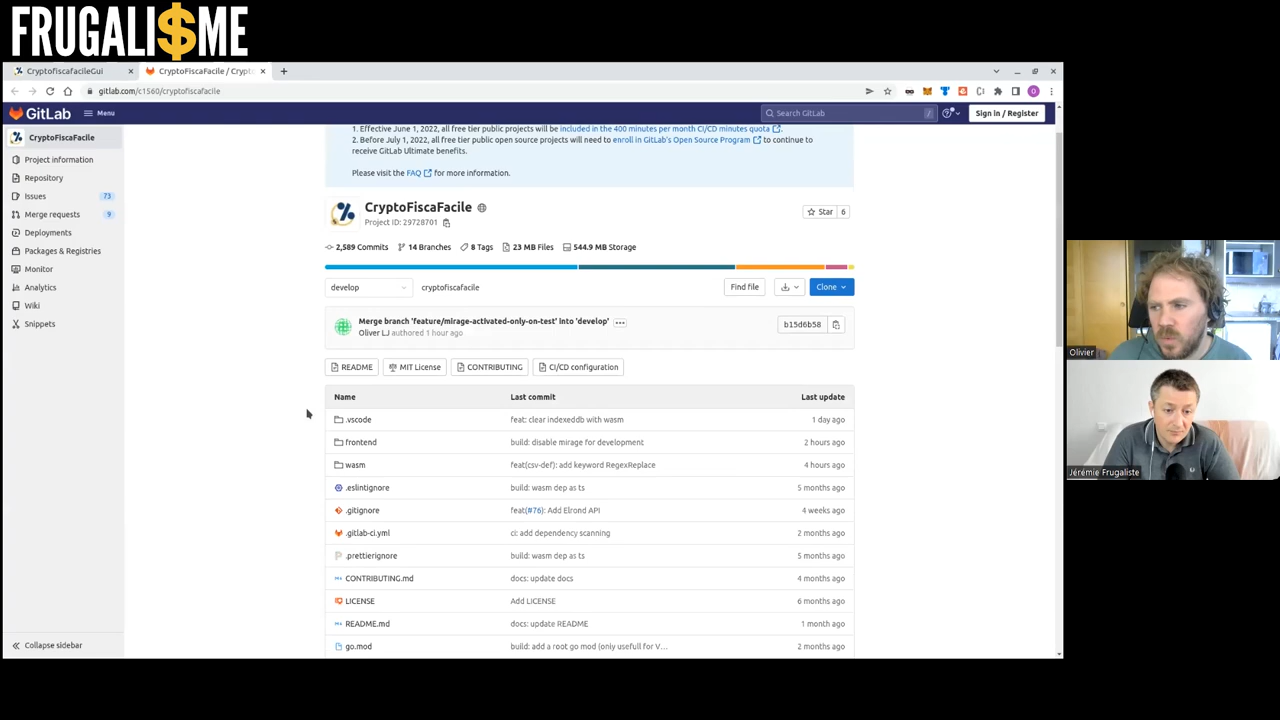 FRUGALI$ME
CryptofiscafacileGui
CryptoFiscaFacile / Crypt
gitlab.com/c1560/cryptofiscafacile
GitLab
Menu
Search GitLab
/
Sign in / Register
CryptoFiscaFacile
Project information
Repository
Issues 73
Merge requests 9
Deployments
Packages & Registries
Monitor
Analytics
Wiki
Snippets
Collapse sidebar
1. Effective June 1, 2022, all free tier public projects will be included in the 400 minutes per month CI/CD minutes quota.
2. Before July 1, 2022, all free tier public open source projects will need to enroll in GitLab's Open Source Program to continue to
receive GitLab Ultimate benefits.
Please visit the FAQ for more information.
CryptoFiscaFacile
Project ID: 29728701
Star 6
2,589 Commits 14 Branches 8 Tags 23 MB Files 544.9 MB Storage
develop cryptofiscafacile Find file Clone
Merge branch 'feature/mirage-activated-only-on-test' into 'develop'
Oliver LJ authored 1 hour ago
b15d6b58
README MIT License CONTRIBUTING CI/CD configuration
Name Last commit Last update
.vscode feat: clear indexeddb with wasm 1 day ago
frontend build: disable mirage for development 2 hours ago
wasm feat(csv-def): add keyword RegexReplace 4 hours ago
.eslintignore build: wasm dep as ts 5 months ago
.gitignore feat(#76): Add Elrond API 4 weeks ago
.gitlab-ci.yml ci: add dependency scanning 2 months ago
.prettierignore build: wasm dep as ts 5 months ago
CONTRIBUTING.md docs: update docs 4 months ago
LICENSE Add LICENSE 6 months ago
README.md docs: update README 1 month ago
go.mod build: add a root go mod (only usefull for V... 2 months ago
Olivier
Jérémie Frugaliste